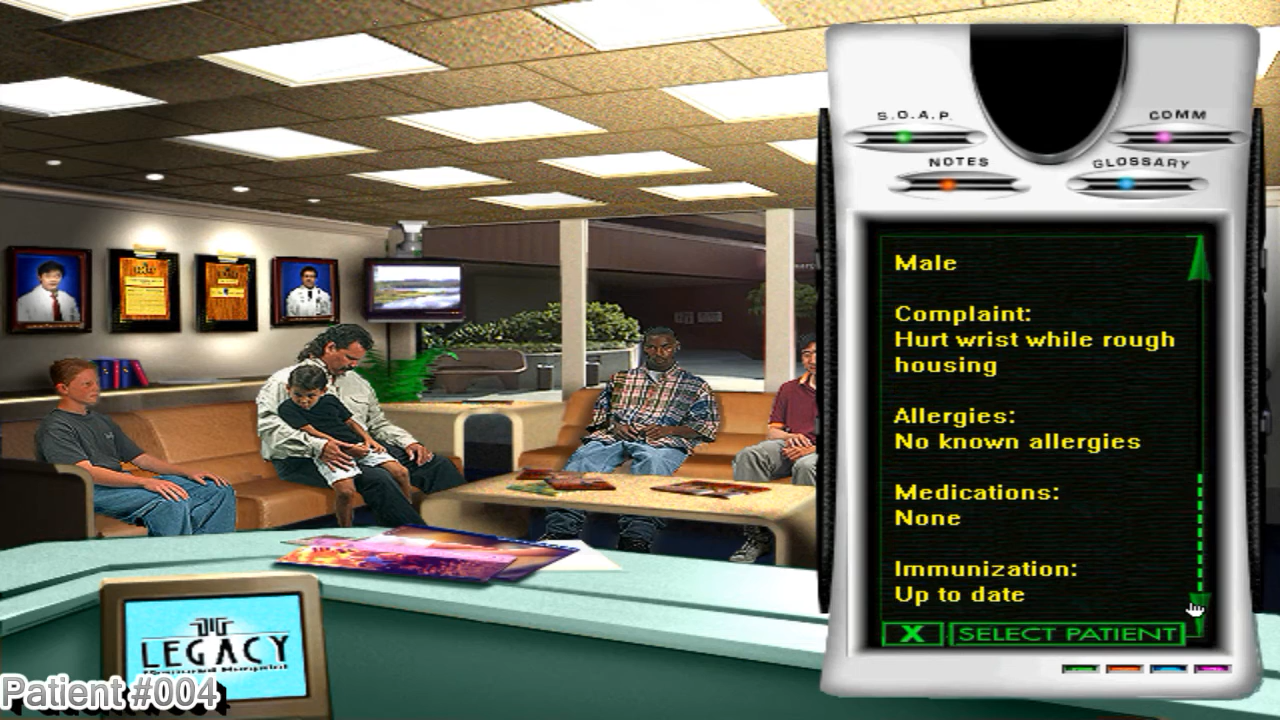 S.O.A.P.
COMM
NOTES
GLOSSARY
Male
Complaint:
Hurt wrist while rough
housing
Allergies:
No known allergies
Medications:
None
Immunization:
Up to date
X
SELECT PATIENT
LEGACY
Patient #004